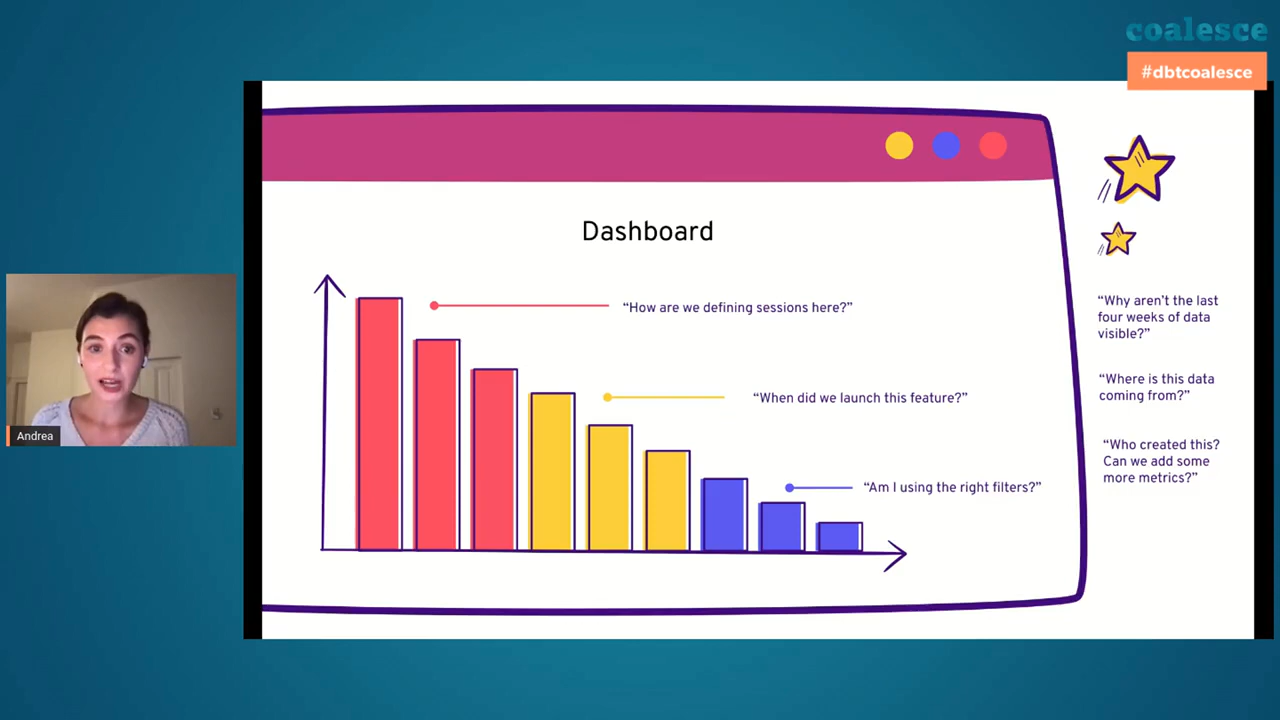 coalesce
#dbtcoalesce
Dashboard
“How are we defining sessions here?”
“When did we launch this feature?”
“Am I using the right filters?”
“Why aren’t the last
four weeks of data
visible?”
“Where is this data
coming from?”
“Who created this?
Can we add some
more metrics?”
Andrea